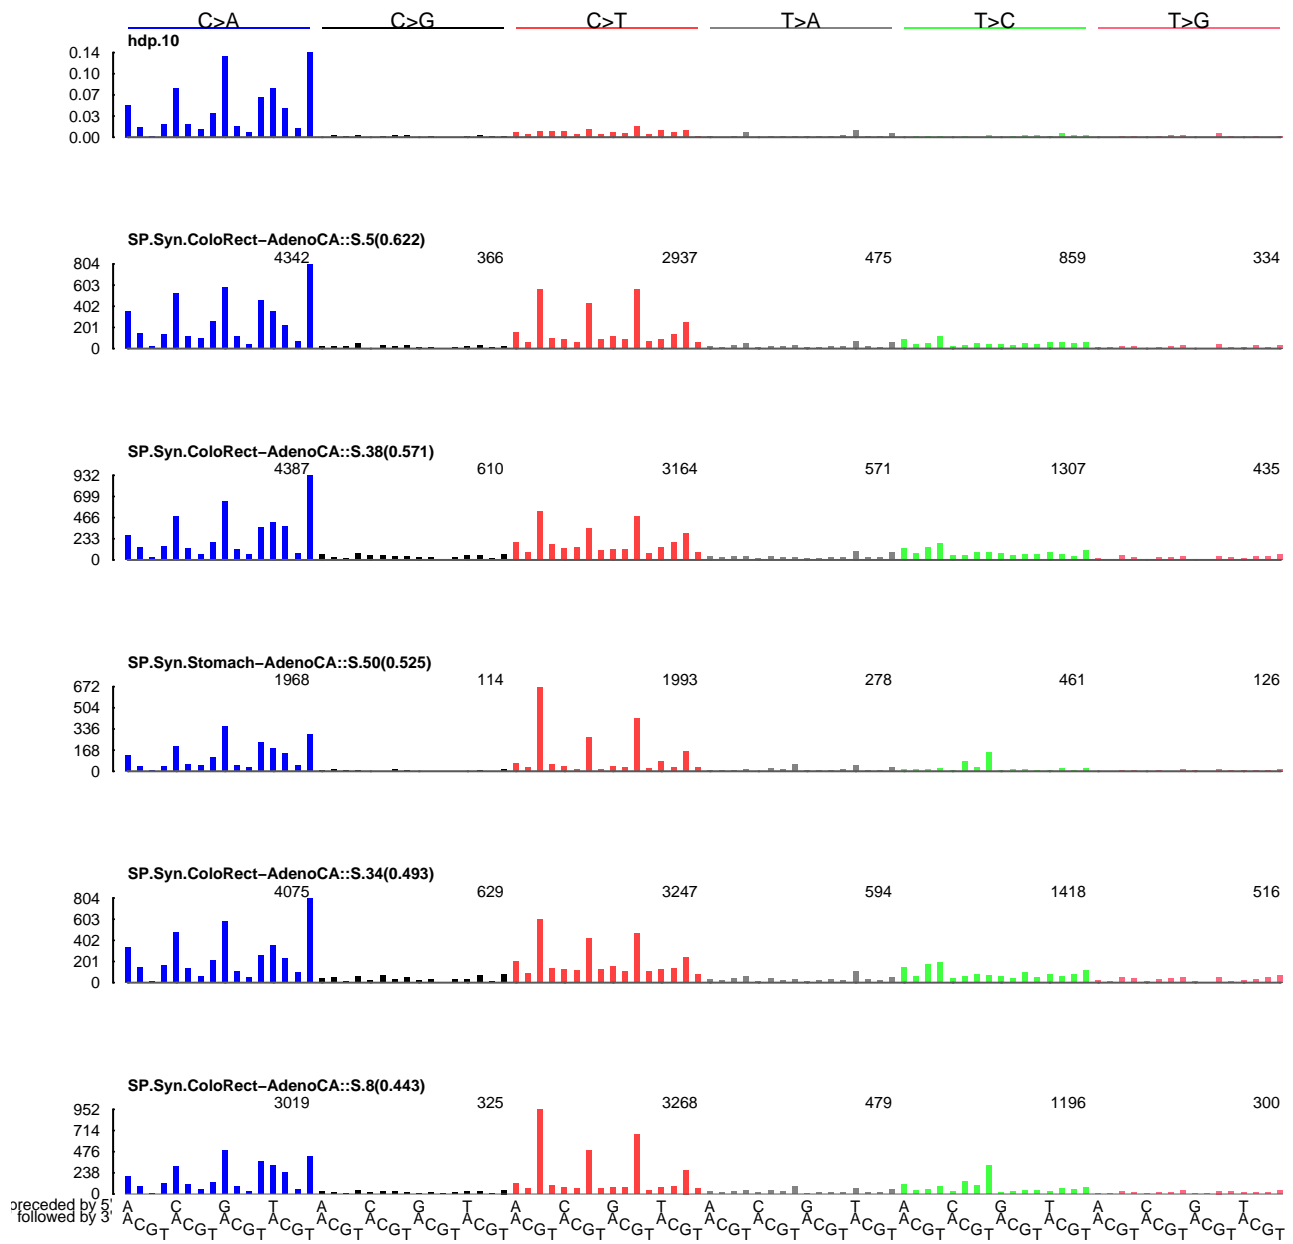 C>A C>G C>T T>A T>C T>G
hdp.10
0.14
0.10
0.07
0.03
0.00
SP.Syn.ColoRect−AdenoCA::S.5(0.622)
4342 366 2937 475 859 334
804
603
402
201
0
SP.Syn.ColoRect−AdenoCA::S.38(0.571)
4387 610 3164 571 1307 435
932
699
466
233
0
SP.Syn.Stomach−AdenoCA::S.50(0.525)
1968 114 1993 278 461 126
672
504
336
168
0
SP.Syn.ColoRect−AdenoCA::S.34(0.493)
4075 629 3247 594 1418 516
804
603
402
201
0
SP.Syn.ColoRect−AdenoCA::S.8(0.443)
3019 325 3268 479 1196 300
952
714
476
238
0
preceded by 5' A C G T A C G T A C G T A C G T A C G T A C G T
followed by 3' A C G T A C G T A C G T A C G T A C G T A C G T A C G T A C G T A C G T A C G T A C G T A C G T A C G T A C G T A C G T A C G T A C G T A C G T A C G T A C G T A C G T A C G T A C G T A C G T